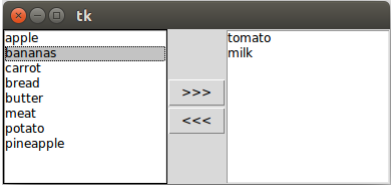 tk
apple
bananas
carrot
bread
butter
meat
potato
pineapple
>>>
<<<
tomato
milk